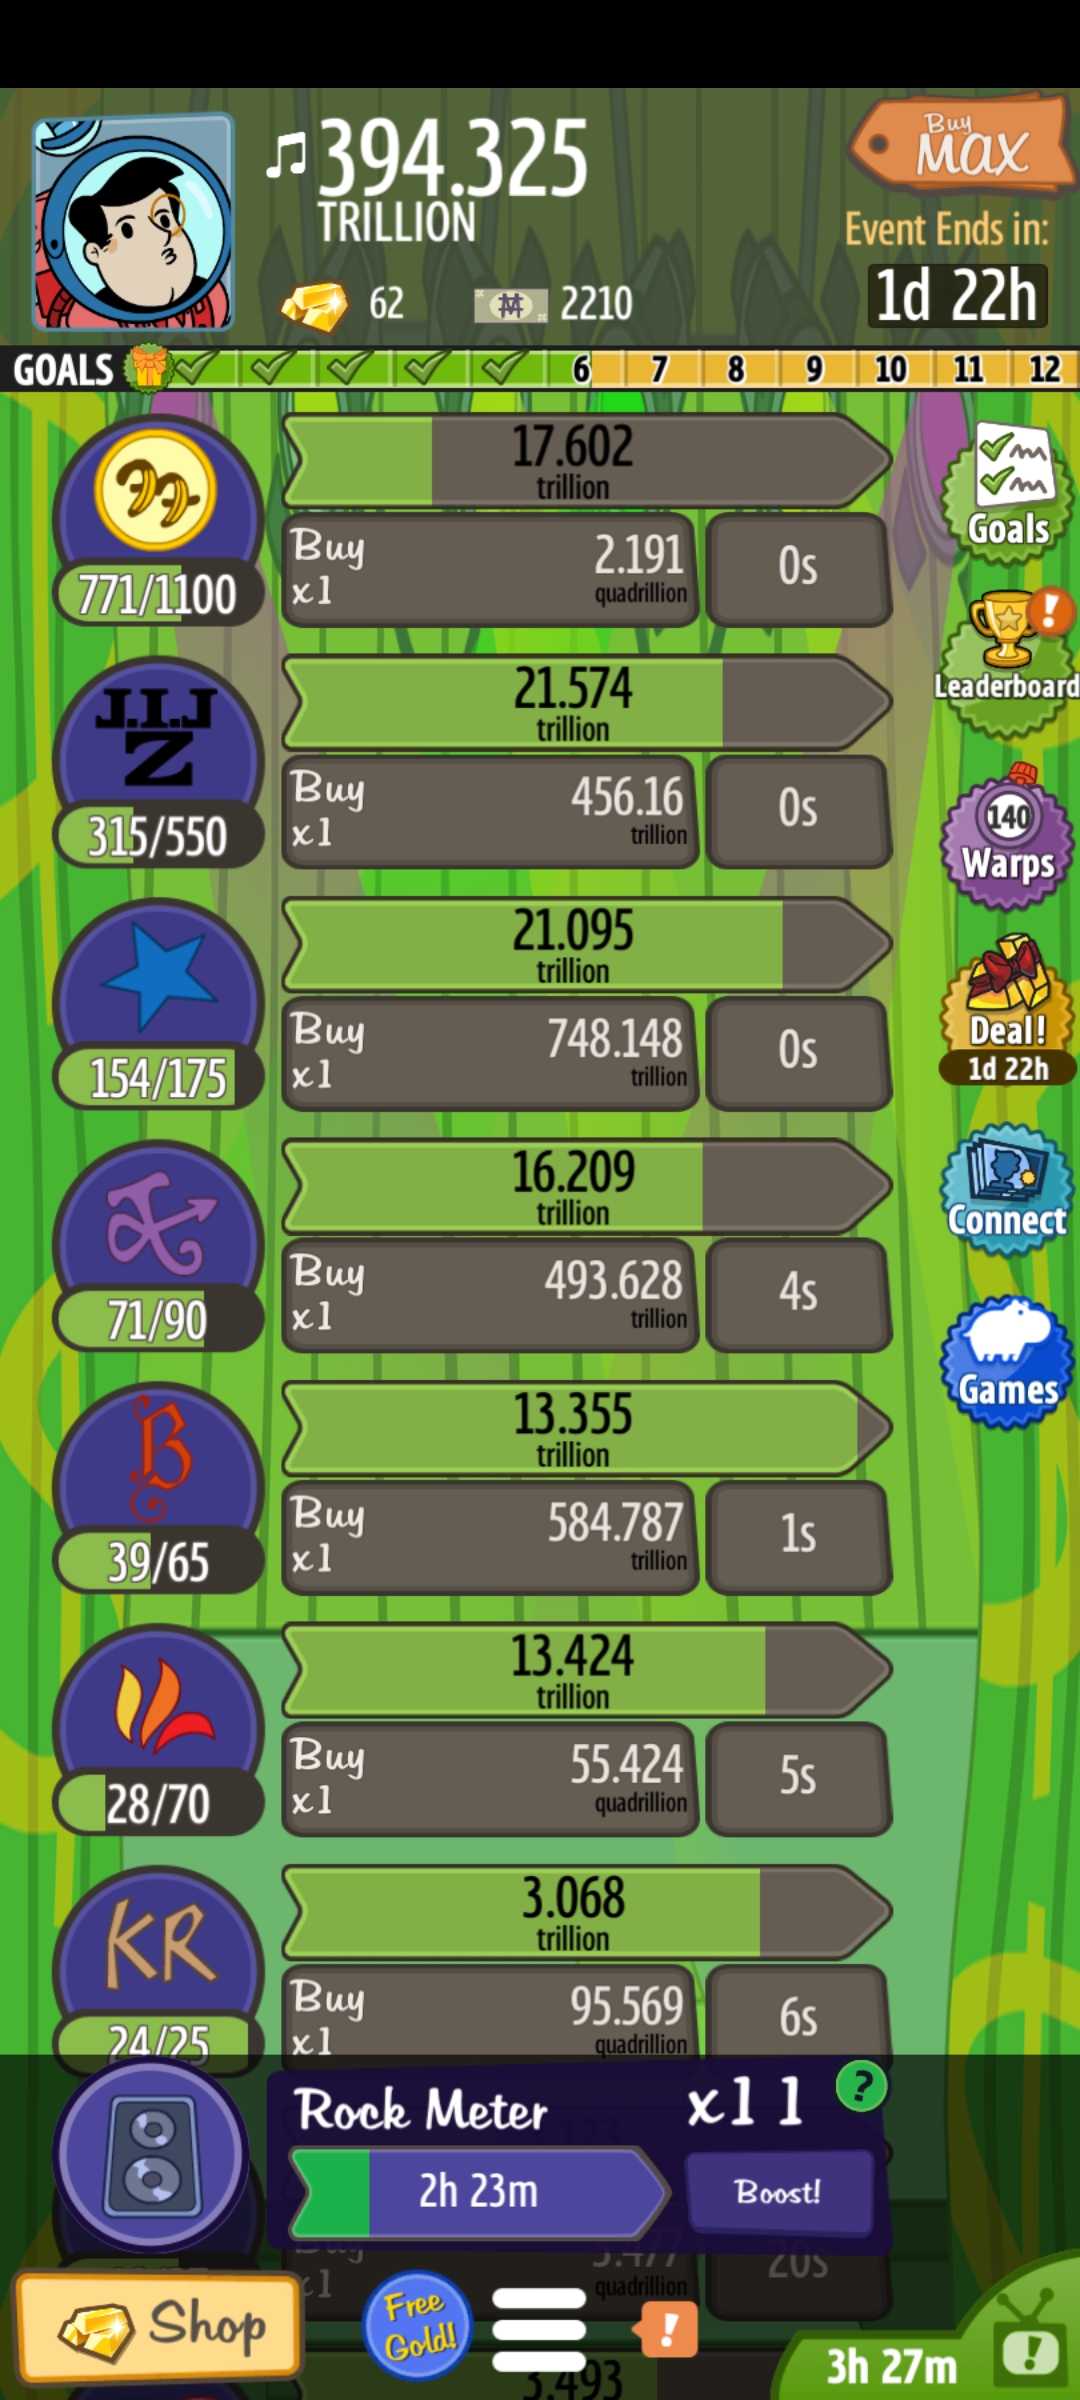 394.325
TRILLION
62
2210
Buy
MAX
Event Ends in:
1d 22h
GOALS 6 7 8 9 10 11 12
17.602
trillion
771/1100
Buy
x1
2.191
quadrillion
0s
Goals
J.I.J
Z
21.574
trillion
315/550
Buy
x1
456.16
trillion
0s
!
Leaderboard
140
Warps
21.095
trillion
154/175
Buy
x1
748.148
trillion
0s
Deal!
1d 22h
16.209
trillion
71/90
Buy
x1
493.628
trillion
4s
Connect
Games
B
13.355
trillion
39/65
Buy
x1
584.787
trillion
1s
13.424
trillion
28/70
Buy
x1
55.424
quadrillion
5s
KR
3.068
trillion
24/25
Buy
x1
95.569
quadrillion
6s
Rock Meter
x11
?
2h 23m
Boost!
Buy
x1
5.477
quadrillion
20s
Shop
Free
Gold!
!
3.493
3h 27m
!